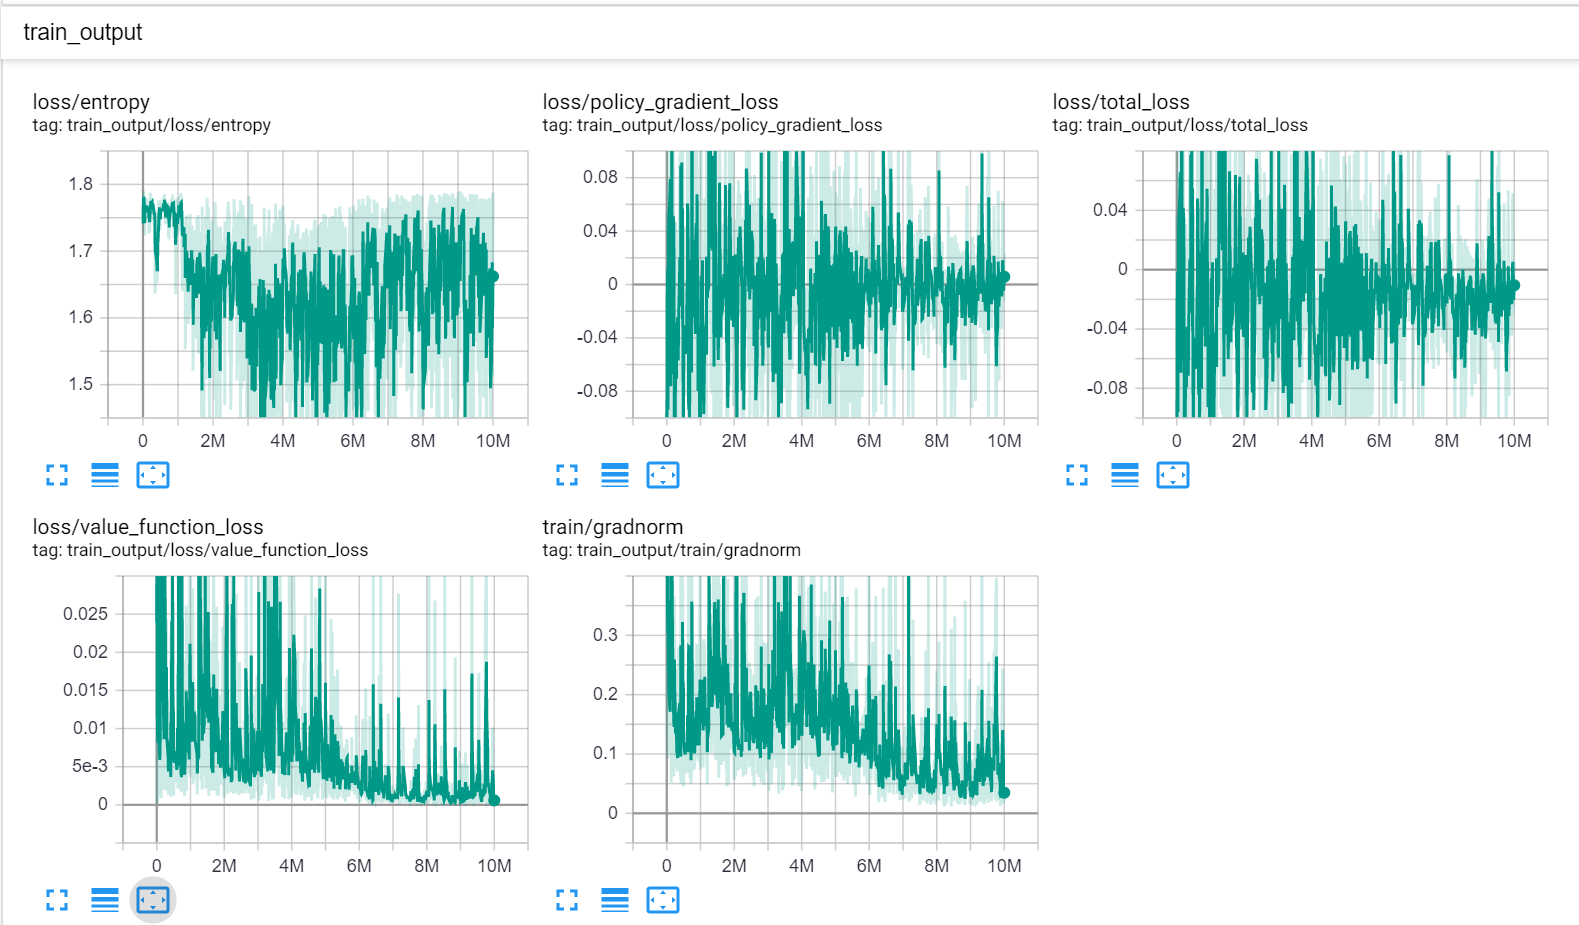 train_output
loss/entropy
tag: train_output/loss/entropy
1.8
1.7
1.6
1.5
0 2M 4M 6M 8M 10M
loss/policy_gradient_loss
tag: train_output/loss/policy_gradient_loss
0.08
0.04
0
-0.04
-0.08
0 2M 4M 6M 8M 10M
loss/total_loss
tag: train_output/loss/total_loss
0.04
0
-0.04
-0.08
0 2M 4M 6M 8M 10M
loss/value_function_loss
tag: train_output/loss/value_function_loss
0.025
0.02
0.015
0.01
5e-3
0
0 2M 4M 6M 8M 10M
train/gradnorm
tag: train_output/train/gradnorm
0.3
0.2
0.1
0
0 2M 4M 6M 8M 10M